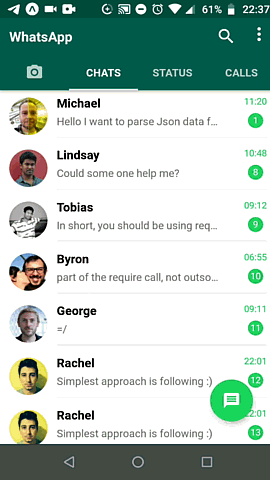 61% 22:37
WhatsApp
CHATS STATUS CALLS
Michael 11:20
Hello I want to parse Json data f... 1
Lindsay 10:48
Could some one help me? 8
Tobias 09:12
In short, you should be using req... 9
Byron 06:55
part of the require call, not outso... 10
George 09:11
=/ 11
Rachel 22:01
Simplest approach is following :) 12
Rachel 22:01
Simplest approach is following :) 13